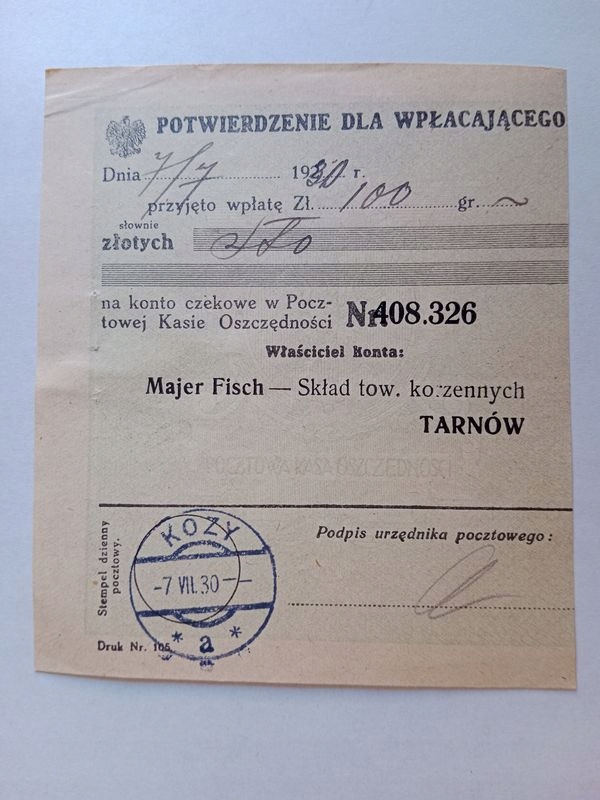 POTWIERDZENIE DLA WPŁACAJĄCEGO
Dnia 7/7 1930 r.
przyjęto wpłatę Zł. 100 gr. ~
słownie
złotych sto
na konto czekowe w Pocz-
towej Kasie Oszczędności Nr. 408.326
Właściciel Konta:
Majer Fisch — Skład tow. korzennych
TARNÓW
POCZTOWA KASA OSZCZĘDNOŚCI
Stempel dzienny
pocztowy.
KOZY
-7 VII. 30-
* a *
Podpis urzędnika pocztowego:
Druk Nr. 105.